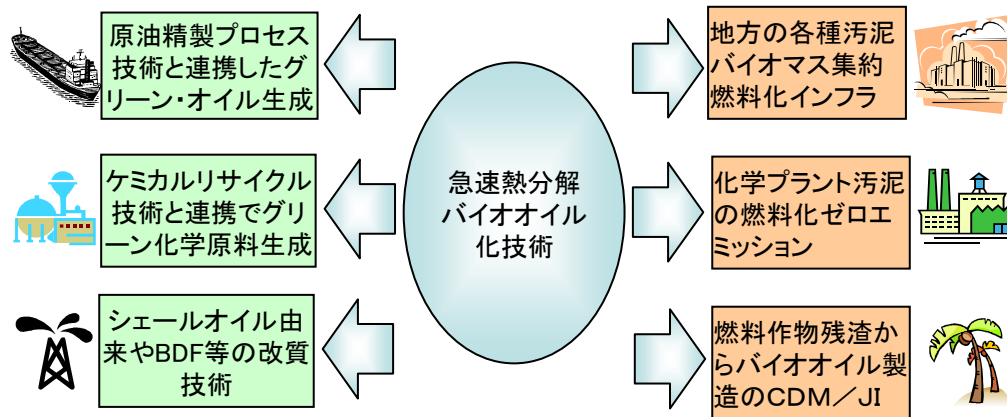 原油精製プロセス
技術と連携したグ
リーン・オイル生成
ケミカルリサイクル
技術と連携でグリ
ーン化学原料生成
シェールオイル由
来やBDF等の改質
技術
急速熱分解
バイオオイル
化技術
地方の各種汚泥
バイオマス集約
燃料化インフラ
化学プラント汚泥
の燃料化ゼロエ
ミッション
燃料作物残渣か
らバイオオイル製
造のCDM／JI